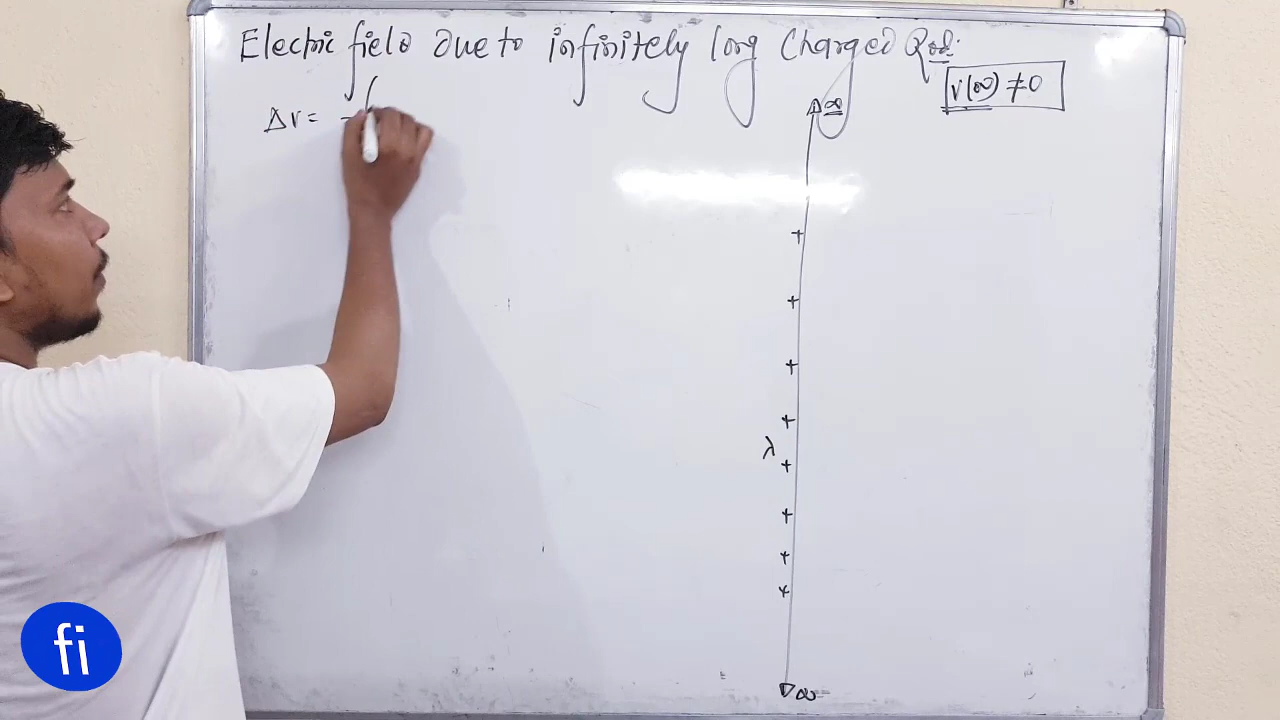 Electric field Due to infinitely long Charged Rod:
V(∞) ≠ 0
ΔV = -∫
∞
+
+
+
+
λ +
+
+
+
∞
fi